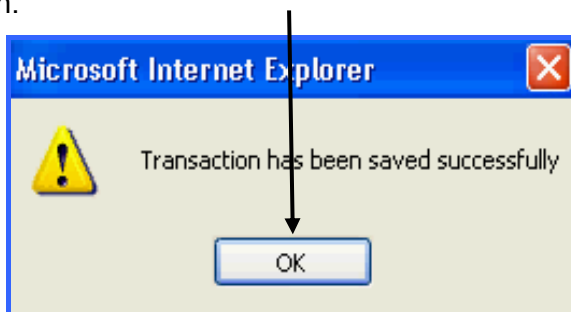 Microsoft Internet Explorer
Transaction has been saved successfully
OK